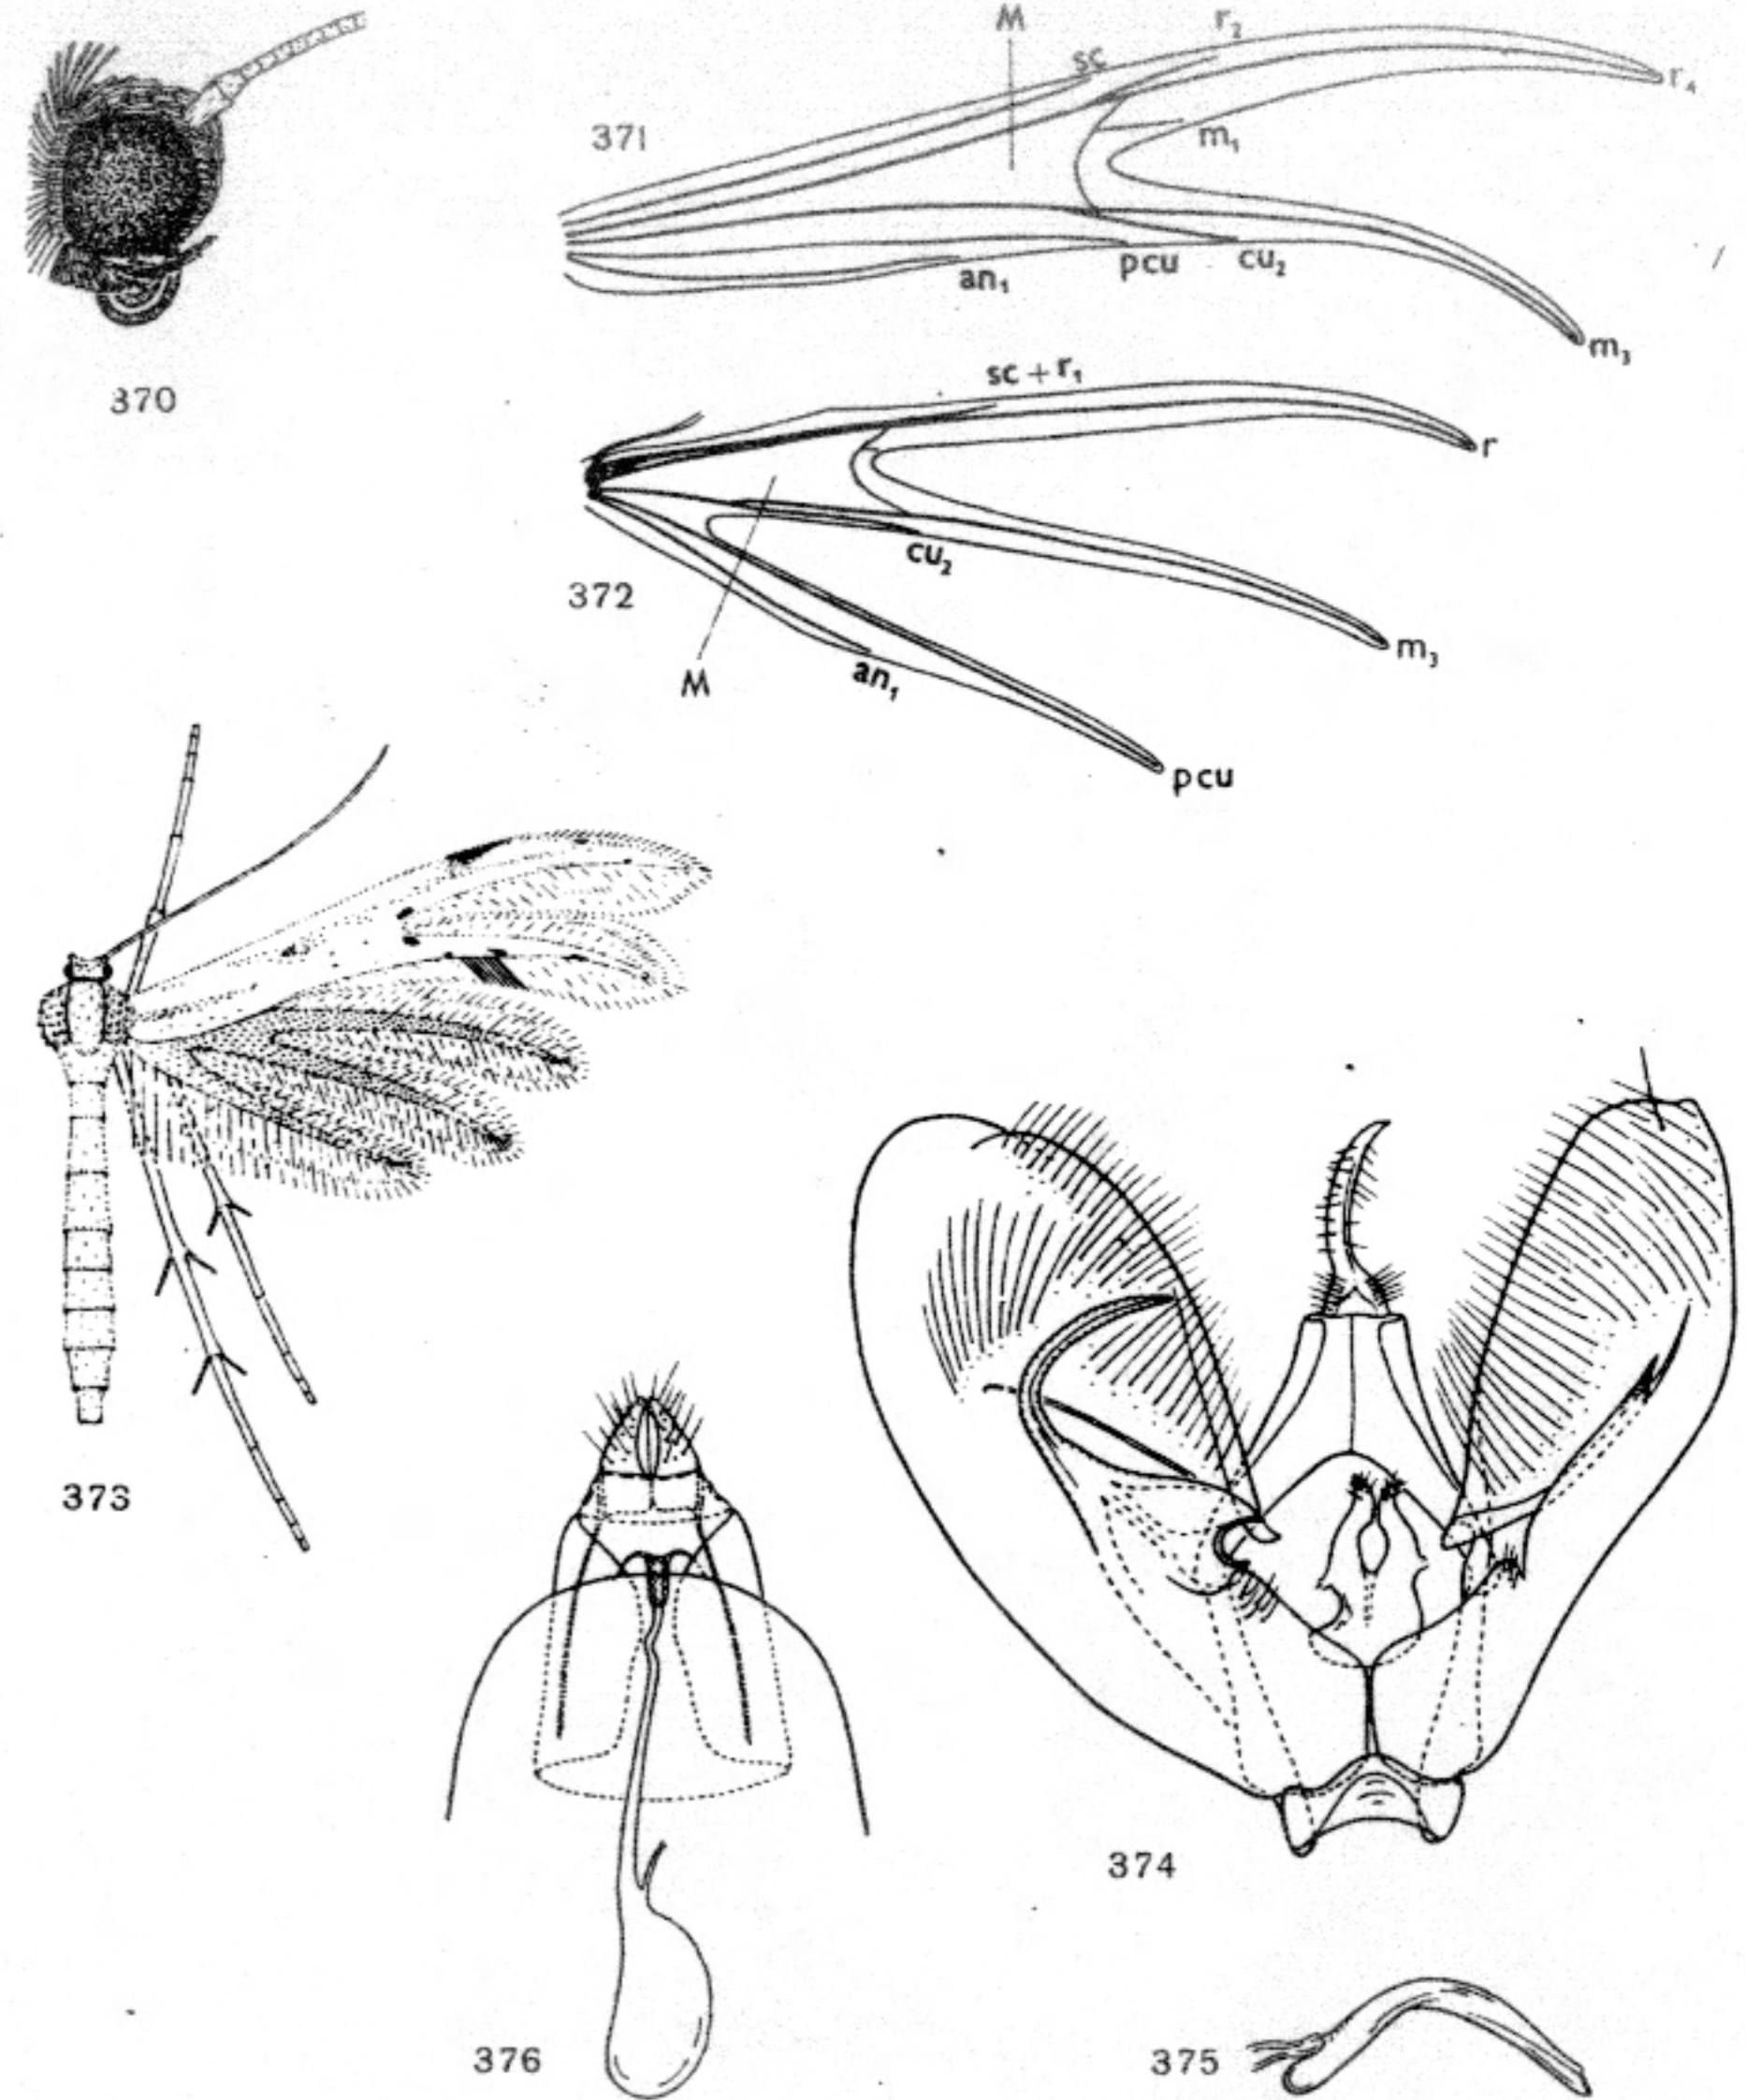 M
r₂
sc
r₄
371
m₁
an₁
pcu
cu₂
m₃
370
sc + r₁
r
cu₂
372
m₃
M
an₁
pcu
373
374
376
375